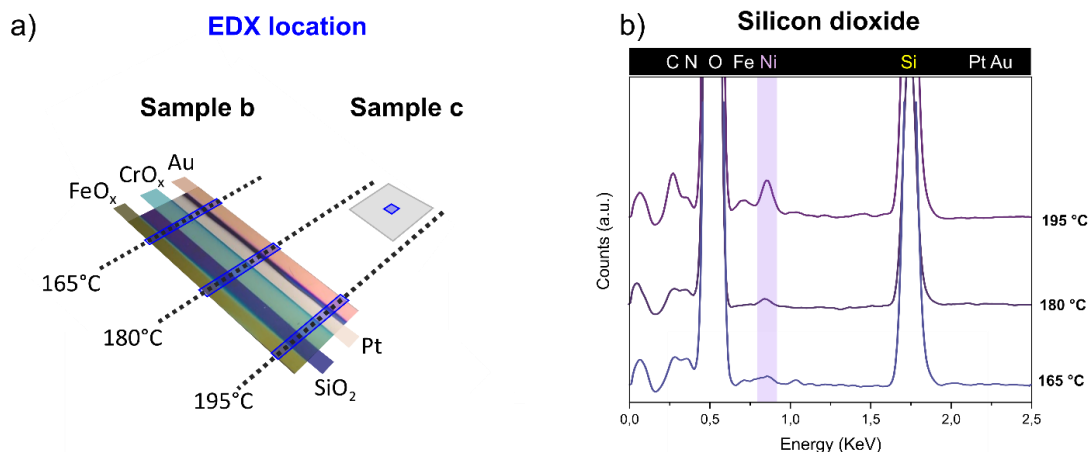 a)
EDX location
Sample b
Sample c
Au
CrOx
FeOx
165°C
180°C
195°C
Pt
SiO2
b)
Silicon dioxide
C N O Fe Ni Si Pt Au
Counts (a.u.)
195 °C
180 °C
165 °C
0,0 0,5 1,0 1,5 2,0 2,5
Energy (KeV)